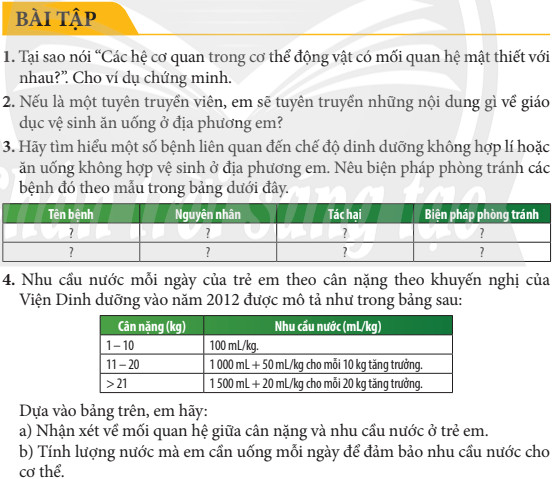 BÀI TẬP
1. Tại sao nói “Các hệ cơ quan trong cơ thể động vật có mối quan hệ mật thiết với
nhau?”. Cho ví dụ chứng minh.
2. Nếu là một tuyên truyền viên, em sẽ tuyên truyền những nội dung gì về giáo
dục vệ sinh ăn uống ở địa phương em?
3. Hãy tìm hiểu một số bệnh liên quan đến chế độ dinh dưỡng không hợp lí hoặc
ăn uống không hợp vệ sinh ở địa phương em. Nêu biện pháp phòng tránh các
bệnh đó theo mẫu trong bảng dưới đây.
Tên bệnh Nguyên nhân Tác hại Biện pháp phòng tránh
? ? ? ?
? ? ? ?
Chân trời sáng tạo
4. Nhu cầu nước mỗi ngày của trẻ em theo cân nặng theo khuyến nghị của
Viện Dinh dưỡng vào năm 2012 được mô tả như trong bảng sau:
Cân nặng (kg) Nhu cầu nước (mL/kg)
1 – 10 100 mL/kg.
11 – 20 1 000 mL + 50 mL/kg cho mỗi 10 kg tăng trưởng.
> 21 1 500 mL + 20 mL/kg cho mỗi 20 kg tăng trưởng.
Dựa vào bảng trên, em hãy:
a) Nhận xét về mối quan hệ giữa cân nặng và nhu cầu nước ở trẻ em.
b) Tính lượng nước mà em cần uống mỗi ngày để đảm bảo nhu cầu nước cho
cơ thể.